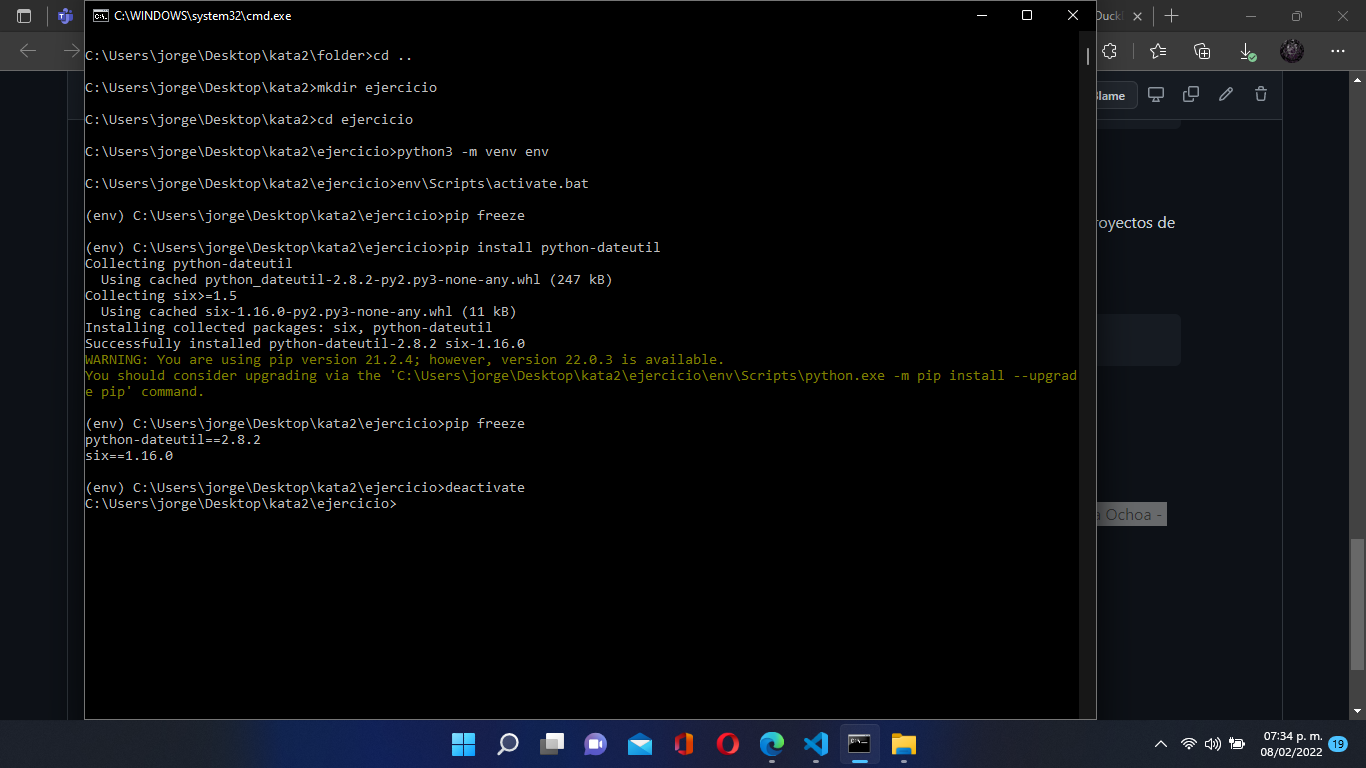 C:\WINDOWS\system32\cmd.exe
C:\Users\jorge\Desktop\kata2\folder>cd ..
C:\Users\jorge\Desktop\kata2>mkdir ejercicio
C:\Users\jorge\Desktop\kata2>cd ejercicio
C:\Users\jorge\Desktop\kata2\ejercicio>python3 -m venv env
C:\Users\jorge\Desktop\kata2\ejercicio>env\Scripts\activate.bat
(env) C:\Users\jorge\Desktop\kata2\ejercicio>pip freeze
(env) C:\Users\jorge\Desktop\kata2\ejercicio>pip install python-dateutil
Collecting python-dateutil
  Using cached python_dateutil-2.8.2-py2.py3-none-any.whl (247 kB)
Collecting six>=1.5
  Using cached six-1.16.0-py2.py3-none-any.whl (11 kB)
Installing collected packages: six, python-dateutil
Successfully installed python-dateutil-2.8.2 six-1.16.0
WARNING: You are using pip version 21.2.4; however, version 22.0.3 is available.
You should consider upgrading via the 'C:\Users\jorge\Desktop\kata2\ejercicio\env\Scripts\python.exe -m pip install --upgrad
e pip' command.
(env) C:\Users\jorge\Desktop\kata2\ejercicio>pip freeze
python-dateutil==2.8.2
six==1.16.0
(env) C:\Users\jorge\Desktop\kata2\ejercicio>deactivate
C:\Users\jorge\Desktop\kata2\ejercicio>
Duck
lame
royectos de
a Ochoa -
07:34 p. m.
08/02/2022
19